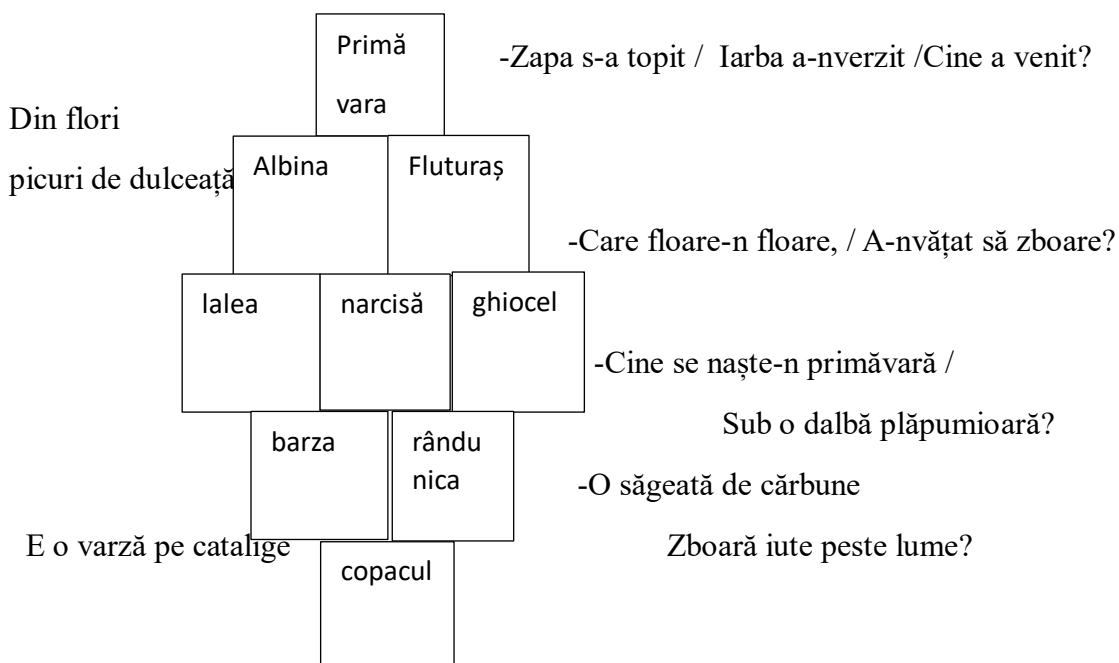 Primă
vara
-Zapa s-a topit / Iarba a-nverzit /Cine a venit?
Din flori
picuri de dulceață
Albina
Fluturaș
-Care floare-n floare, / A-nvățat să zboare?
lalea
narcisă
ghiocel
-Cine se naște-n primăvară /
Sub o dalbă plăpumioară?
barza
rându
nica
-O săgeată de cărbune
E o varză pe catalige
Zboară iute peste lume?
copacul